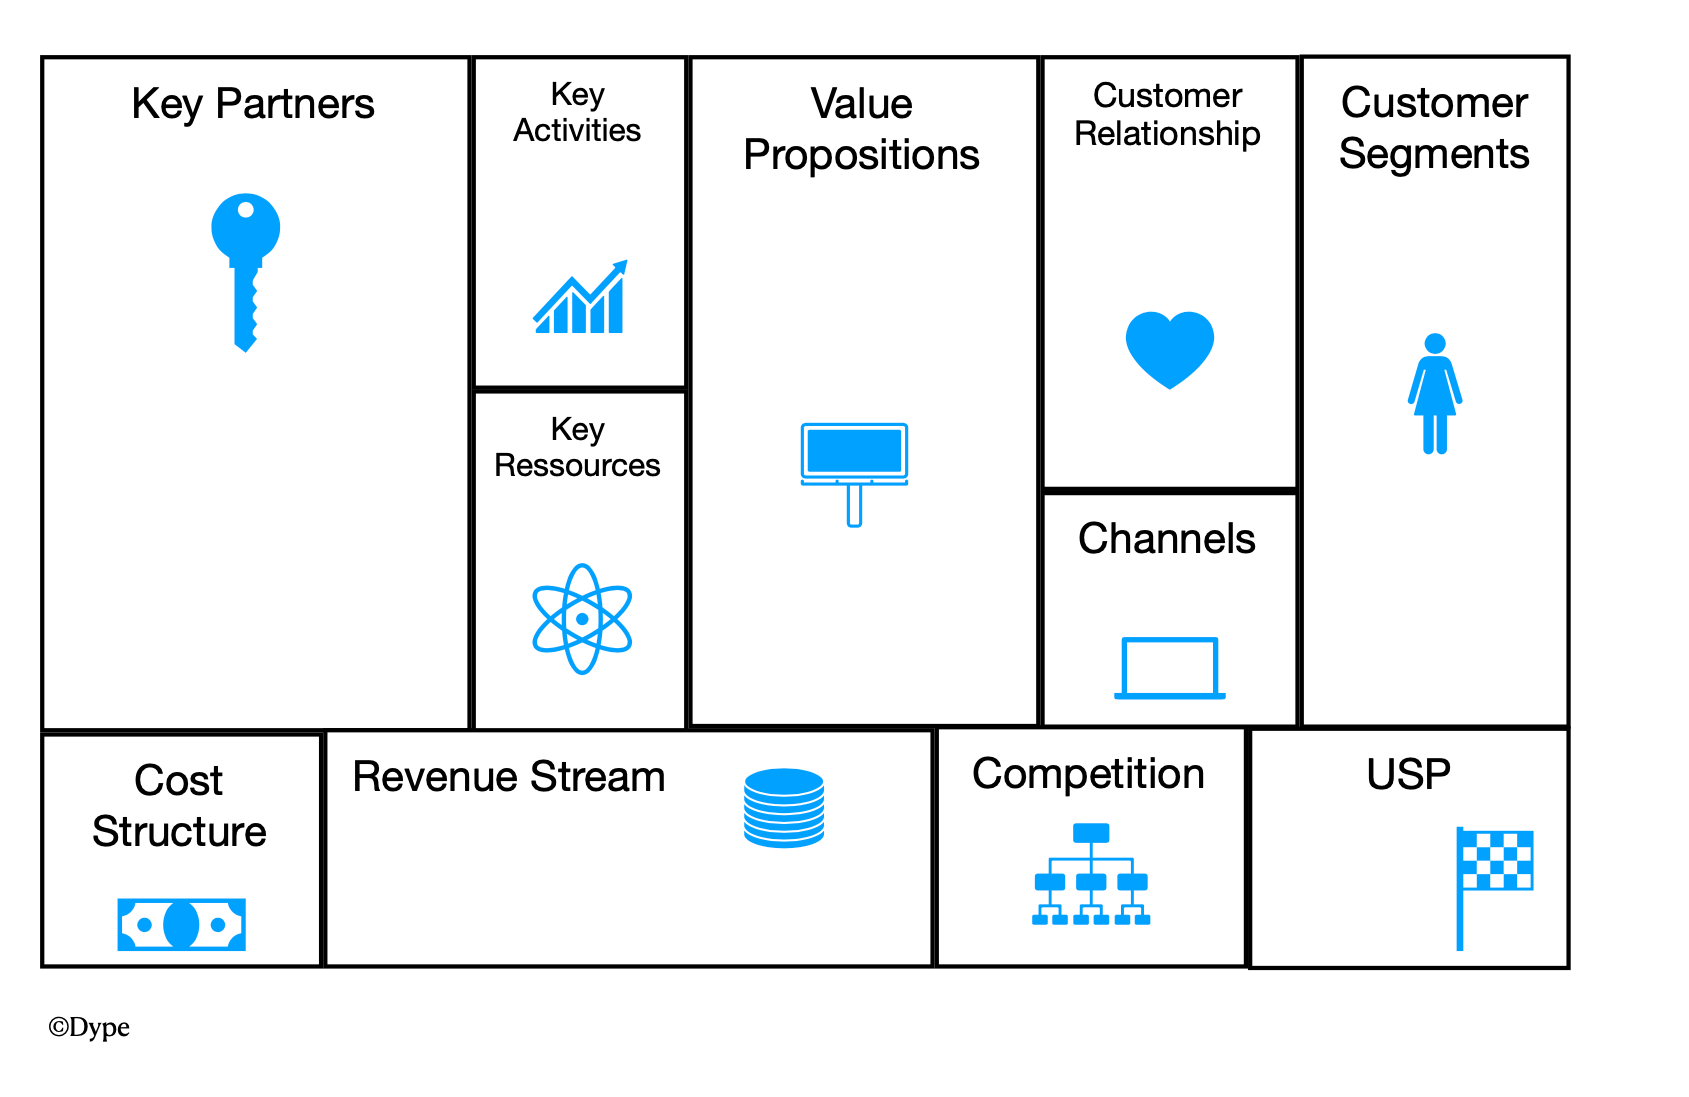 Key Partners
Key
Activities
Key
Ressources
Value
Propositions
Customer
Relationship
Channels
Customer
Segments
Cost
Structure
Revenue Stream
Competition
USP
©Dype